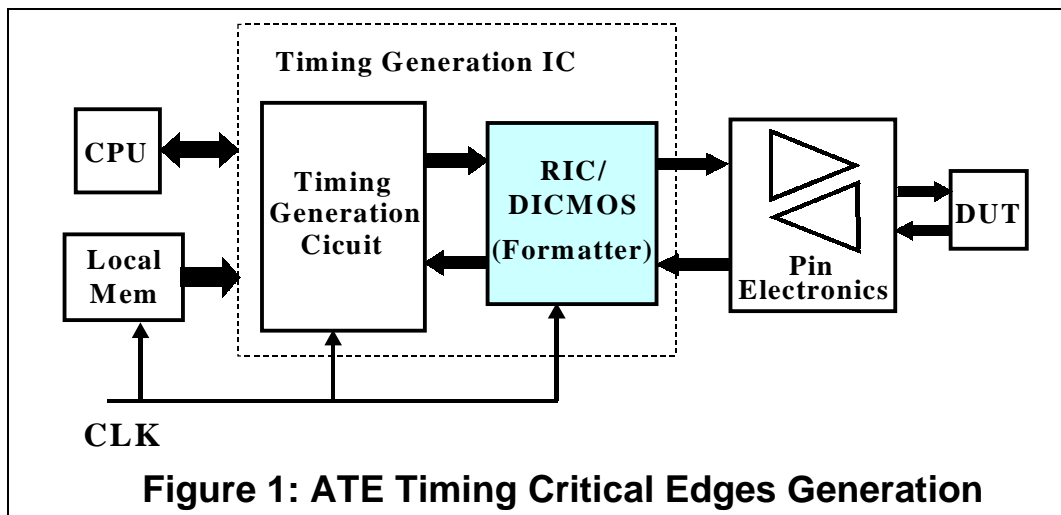 Timing Generation IC
CPU
Local
Mem
Timing
Generation
Cicuit
RIC/
DICMOS
(Formatter)
Pin
Electronics
DUT
CLK
Figure 1: ATE Timing Critical Edges Generation